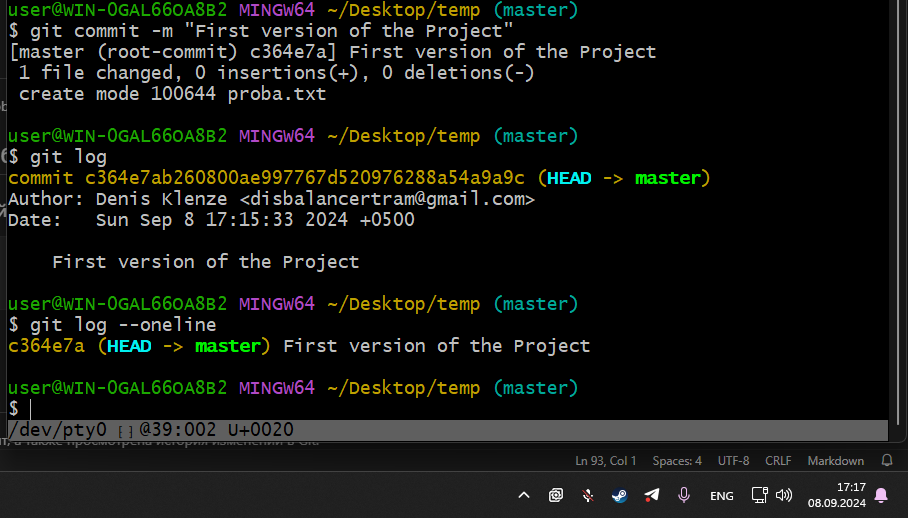 user@WIN-0GAL66OA8B2 MINGW64 ~/Desktop/temp (master)
$ git commit -m "First version of the Project"
[master (root-commit) c364e7a] First version of the Project
 1 file changed, 0 insertions(+), 0 deletions(-)
 create mode 100644 proba.txt
user@WIN-0GAL66OA8B2 MINGW64 ~/Desktop/temp (master)
$ git log
commit c364e7ab260800ae997767d520976288a54a9a9c (HEAD -> master)
Author: Denis Klenze <disbalancertram@gmail.com>
Date:   Sun Sep 8 17:15:33 2024 +0500
    First version of the Project
user@WIN-0GAL66OA8B2 MINGW64 ~/Desktop/temp (master)
$ git log --oneline
c364e7a (HEAD -> master) First version of the Project
user@WIN-0GAL66OA8B2 MINGW64 ~/Desktop/temp (master)
$
/dev/pty0 [ ] @39:002 U+0020
Ln 93, Col 1 Spaces: 4 UTF-8 CRLF Markdown
ENG
17:17
08.09.2024